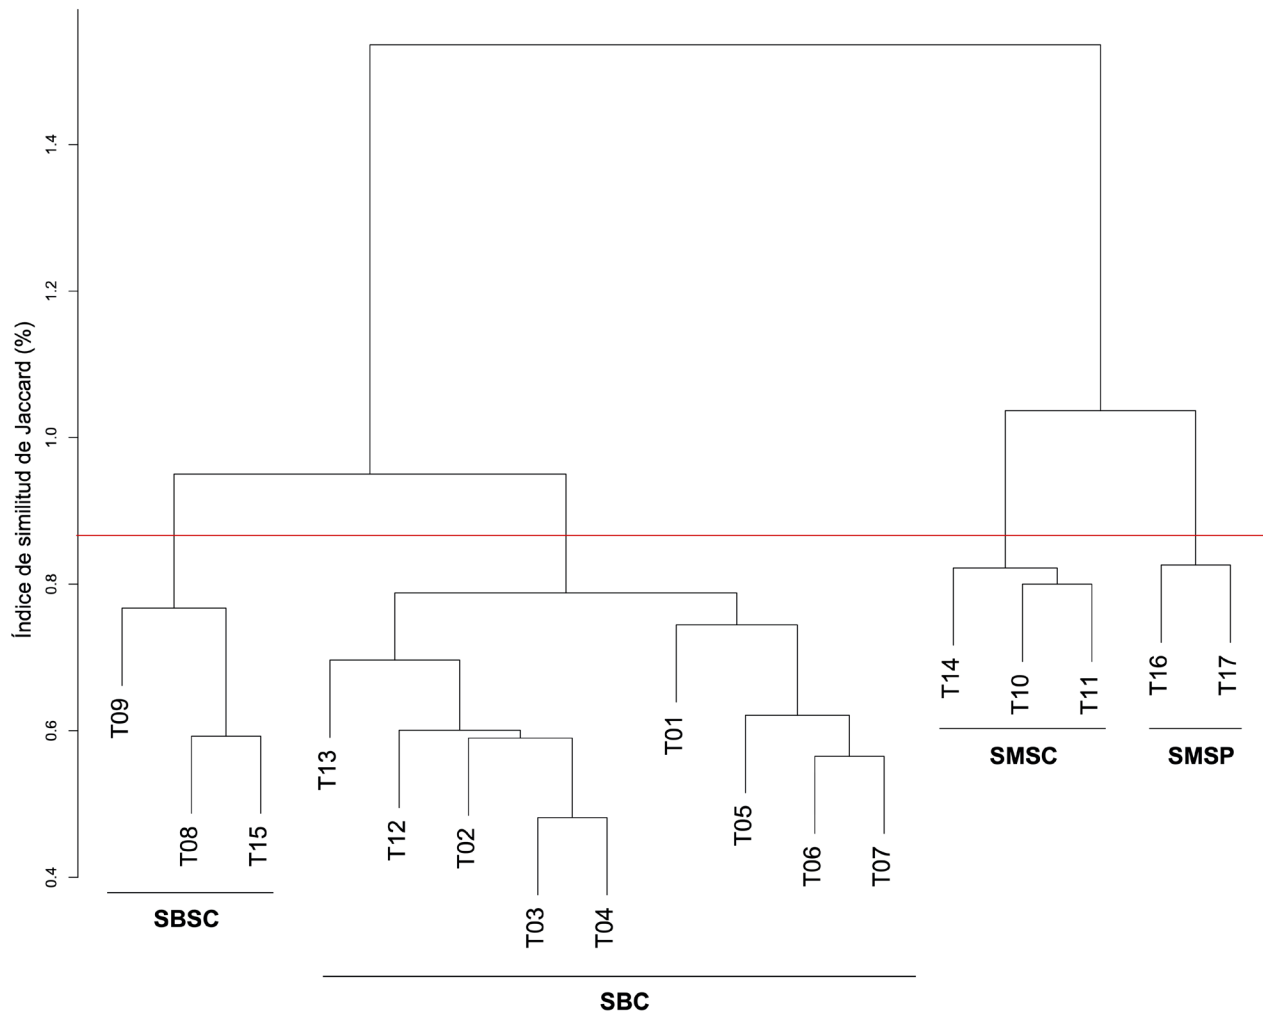 Índice de similitud de Jaccard (%)
1.4
1.2
1.0
0.8
0.6
0.4
T09
T08
T15
T13
T12
T02
T03
T04
T01
T05
T06
T07
T14
T10
T11
T16
T17
SBSC
SBC
SMSC
SMSP